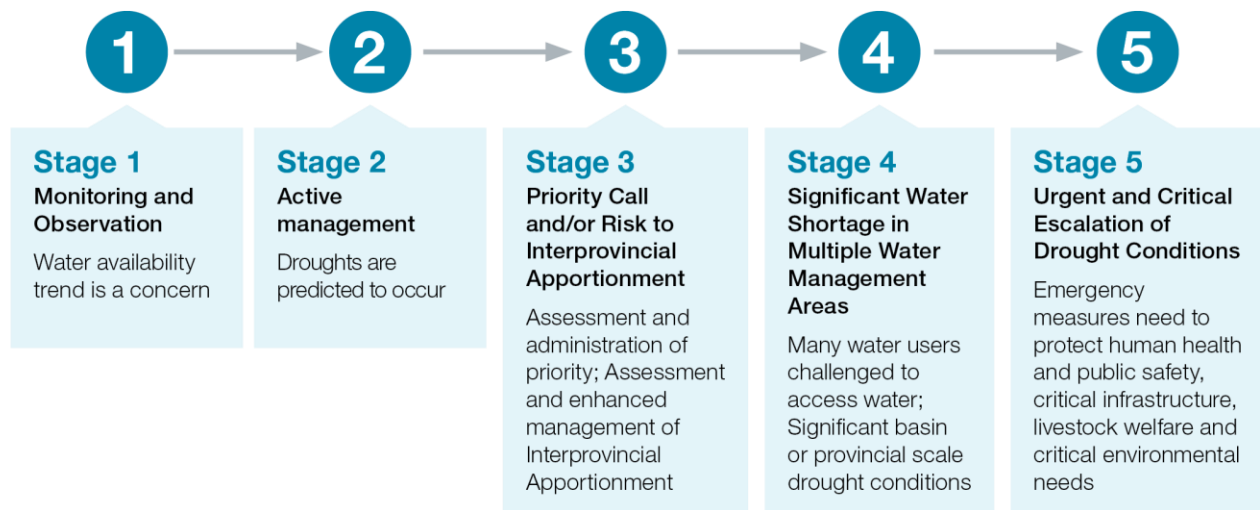 1
2
3
4
5
Stage 1
Monitoring and
Observation
Water availability
trend is a concern
Stage 2
Active
management
Droughts are
predicted to occur
Stage 3
Priority Call
and/or Risk to
Interprovincial
Apportionment
Assessment and
administration of
priority; Assessment
and enhanced
management of
Interprovincial
Apportionment
Stage 4
Significant Water
Shortage in
Multiple Water
Management
Areas
Many water users
challenged to
access water;
Significant basin
or provincial scale
drought conditions
Stage 5
Urgent and Critical
Escalation of
Drought Conditions
Emergency
measures need to
protect human health
and public safety,
critical infrastructure,
livestock welfare and
critical environmental
needs